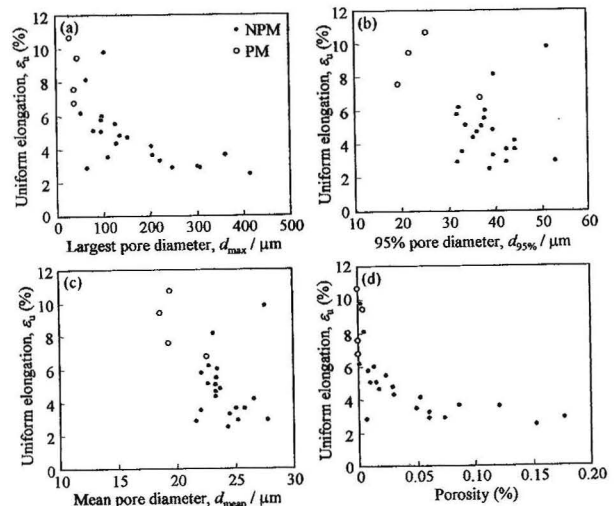 (a)
NPM
PM
12
10
8
6
4
2
0
0 100 200 300 400 500
Uniform elongation, εu (%)
Largest pore diameter, dmax / μm
(b)
12
10
8
6
4
2
0
10 20 30 40 50 60
Uniform elongation, εu (%)
95% pore diameter, d95% / μm
(c)
12
10
8
6
4
2
0
10 15 20 25 30
Uniform elongation, εu (%)
Mean pore diameter, dmean / μm
(d)
12
10
8
6
4
2
0
0 0.05 0.10 0.15 0.20
Uniform elongation, εu (%)
Porosity (%)